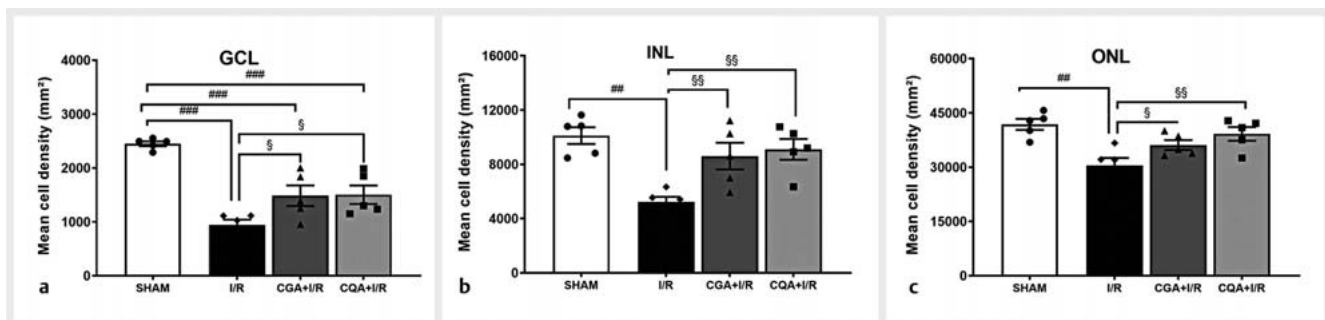 GCL
Mean cell density (mm²)
4000
3000
2000
1000
0
###
###
###
§
§
SHAM
I/R
CGA+I/R
CQA+I/R
a
INL
Mean cell density (mm²)
16000
12000
8000
4000
0
§§
§§
##
SHAM
I/R
CGA+I/R
CQA+I/R
b
ONL
Mean cell density (mm²)
60000
45000
30000
15000
0
##
§§
§
SHAM
I/R
CGA+I/R
CQA+I/R
c